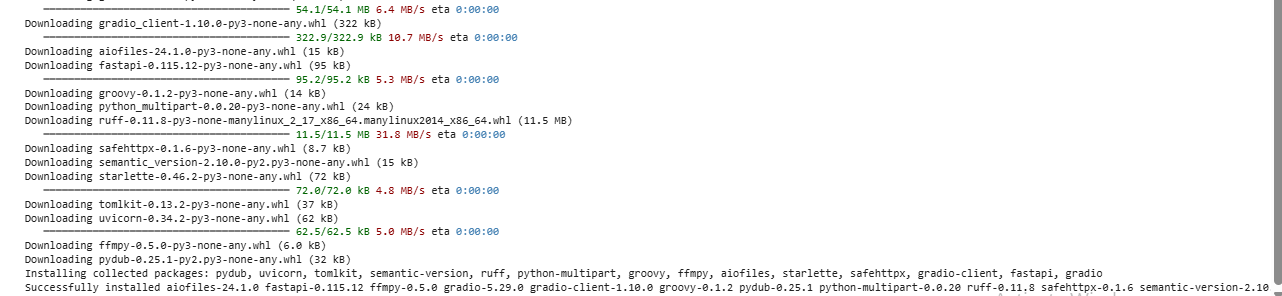 54.1/54.1 MB 6.4 MB/s eta 0:00:00
Downloading gradio_client-1.10.0-py3-none-any.whl (322 kB)
322.9/322.9 kB 10.7 MB/s eta 0:00:00
Downloading aiofiles-24.1.0-py3-none-any.whl (15 kB)
Downloading fastapi-0.115.12-py3-none-any.whl (95 kB)
95.2/95.2 kB 5.3 MB/s eta 0:00:00
Downloading groovy-0.1.2-py3-none-any.whl (14 kB)
Downloading python_multipart-0.0.20-py3-none-any.whl (24 kB)
Downloading ruff-0.11.8-py3-none-manylinux_2_17_x86_64.manylinux2014_x86_64.whl (11.5 MB)
11.5/11.5 MB 31.8 MB/s eta 0:00:00
Downloading safehttpx-0.1.6-py3-none-any.whl (8.7 kB)
Downloading semantic_version-2.10.0-py2.py3-none-any.whl (15 kB)
Downloading starlette-0.46.2-py3-none-any.whl (72 kB)
72.0/72.0 kB 4.8 MB/s eta 0:00:00
Downloading tomlkit-0.13.2-py3-none-any.whl (37 kB)
Downloading uvicorn-0.34.2-py3-none-any.whl (62 kB)
62.5/62.5 kB 5.0 MB/s eta 0:00:00
Downloading ffmpy-0.5.0-py3-none-any.whl (6.0 kB)
Downloading pydub-0.25.1-py2.py3-none-any.whl (32 kB)
Installing collected packages: pydub, uvicorn, tomlkit, semantic-version, ruff, python-multipart, groovy, ffmpy, aiofiles, starlette, safehttpx, gradio-client, fastapi, gradio
Successfully installed aiofiles-24.1.0 fastapi-0.115.12 ffmpy-0.5.0 gradio-5.29.0 gradio-client-1.10.0 groovy-0.1.2 pydub-0.25.1 python-multipart-0.0.20 ruff-0.11.8 safehttpx-0.1.6 semantic-version-2.10